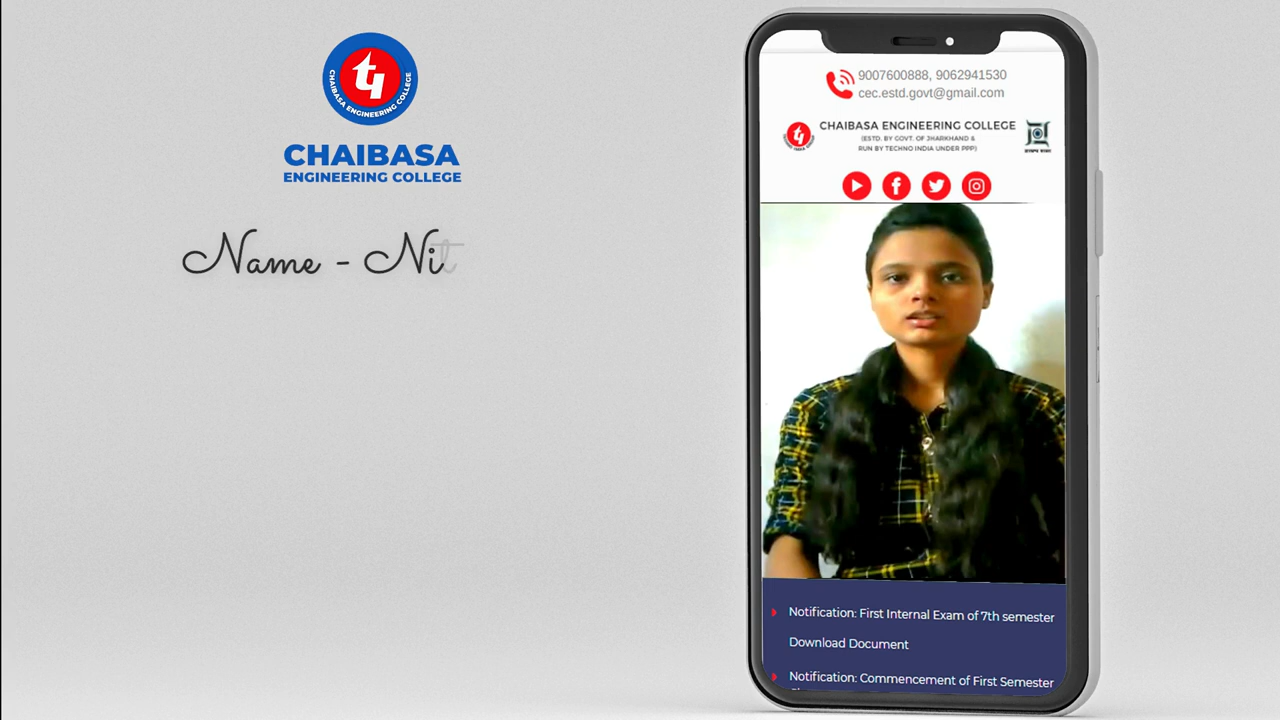 CHAIBASA ENGINEERING COLLEGE
CHAIBASA
ENGINEERING COLLEGE
Name - Nit
9007600888, 9062941530
cec.estd.govt@gmail.com
CHAIBASA ENGINEERING COLLEGE
(ESTD. BY GOVT. OF JHARKHAND &
RUN BY TECHNO INDIA UNDER PPP)
Notification: First Internal Exam of 7th semester
Download Document
Notification: Commencement of First Semester